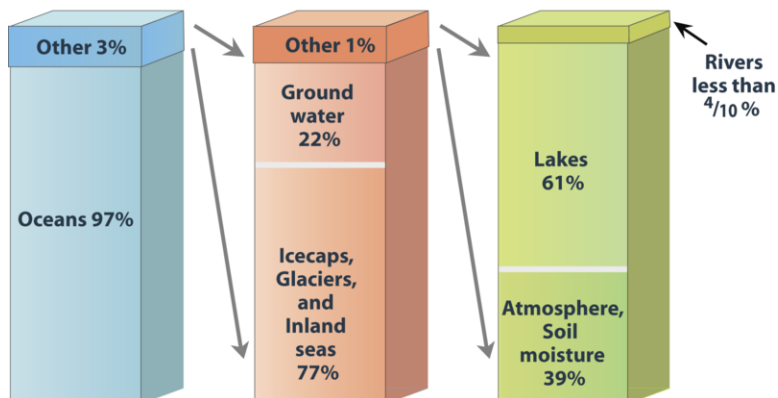 Other 3%
Oceans 97%
Other 1%
Ground
water
22%
Icecaps,
Glaciers,
and
Inland
seas
77%
Rivers
less than
4/10 %
Lakes
61%
Atmosphere,
Soil
moisture
39%